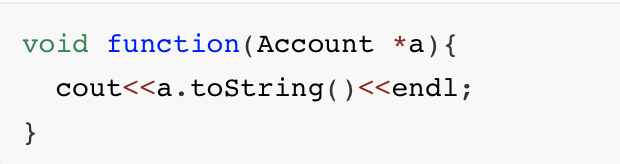 void function(Account *a){
  cout<<a.toString()<<endl;
}